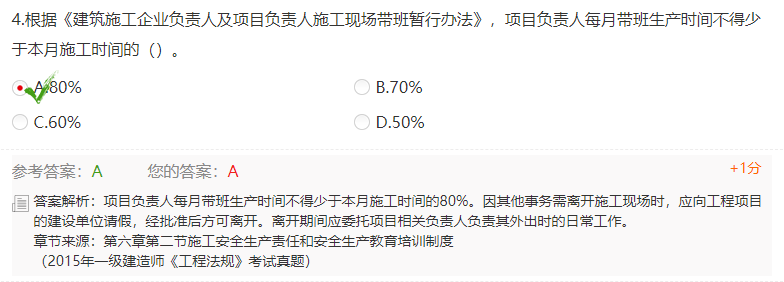 4.根据《建筑施工企业负责人及项目负责人施工现场带班暂行办法》，项目负责人每月带班生产时间不得少
于本月施工时间的（）。
A.80% B.70%
C.60% D.50%
参考答案：A 您的答案：A +1分
答案解析：项目负责人每月带班生产时间不得少于本月施工时间的80%。因其他事务需离开施工现场时，应向工程项目
的建设单位请假，经批准后方可离开。离开期间应委托项目相关负责人负责其外出时的日常工作。
章节来源：第六章第二节施工安全生产责任和安全生产教育培训制度
（2015年一级建造师《工程法规》考试真题）